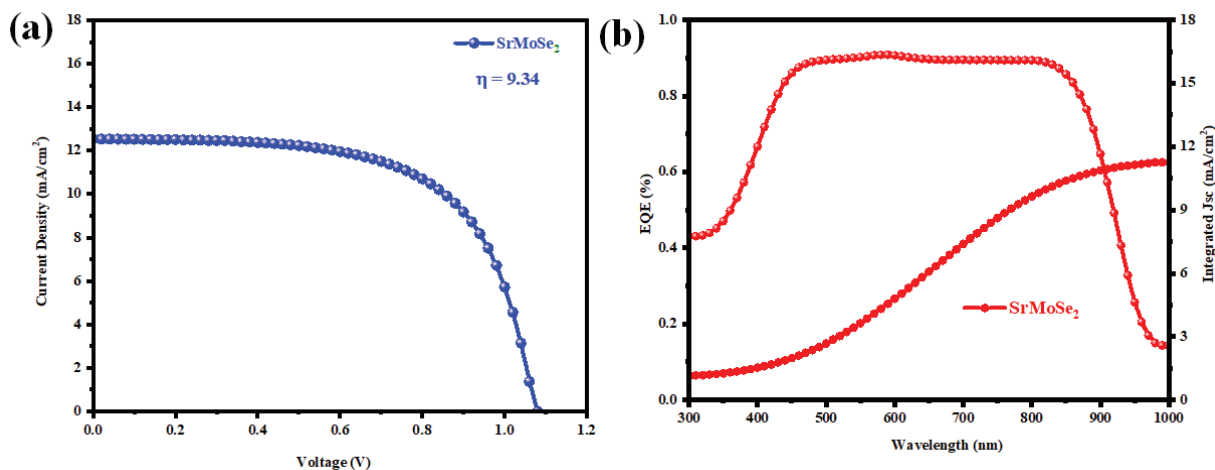 (a)
18
16
14
12
10
8
6
4
2
0
Current Density (mA/cm²)
SrMoSe₂
η = 9.34
0.0 0.2 0.4 0.6 0.8 1.0 1.2
Voltage (V)
(b)
1.0
0.8
0.6
0.4
0.2
0.0
EQE (%)
SrMoSe₂
18
15
12
9
6
3
0
Integrated Jsc (mA/cm²)
300 400 500 600 700 800 900 1000
Wavelength (nm)